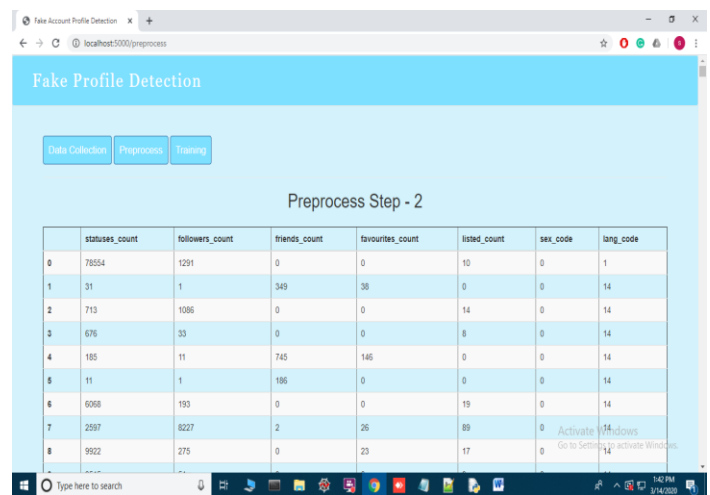 Fake Account Profile Detection
localhost:5000/preprocess
Fake Profile Detection
Data Collection Preprocess Training
Preprocess Step - 2
statuses_count followers_count friends_count favourites_count listed_count sex_code lang_code
0 78554 1291 0 0 10 0 1
1 31 1 349 38 0 0 14
2 713 1086 0 0 14 0 14
3 676 33 0 0 8 0 14
4 185 11 745 146 0 0 14
5 11 1 186 0 0 0 14
6 6068 193 0 0 19 0 14
7 2597 8227 2 26 89 0 14
8 9922 275 0 23 17 0 14
Activate Windows
Go to Settings to activate Windows.
Type here to search
1:42 PM
3/14/2020